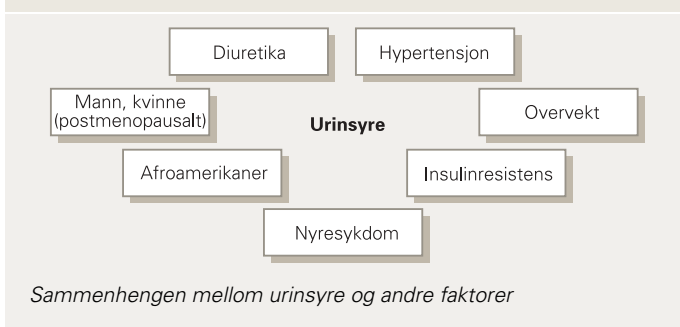 Diuretika
Hypertensjon
Mann, kvinne
(postmenopausalt)
Urinsyre
Overvekt
Afroamerikaner
Insulinresistens
Nyresykdom
Sammenhengen mellom urinsyre og andre faktorer